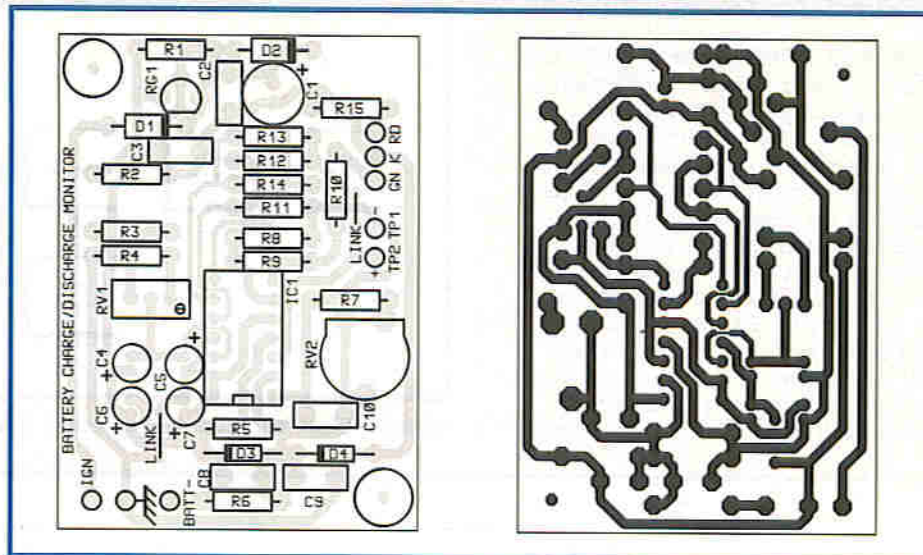 R1
D2
+
C2
RG1
C1
R15
D1
R13
RD
C3
R12
K
R2
R14
R10
GN
R11
LINK
-
TP1
R3
R8
TP2
+
R4
R9
BATTERY CHARGE/DISCHARGE MONITOR
IC1
RV1
R7
RV2
C4
+
C5
+
C6
+
C7
+
LINK
C10
R5
D3
D4
IGN
BATT-
C8
R6
C9